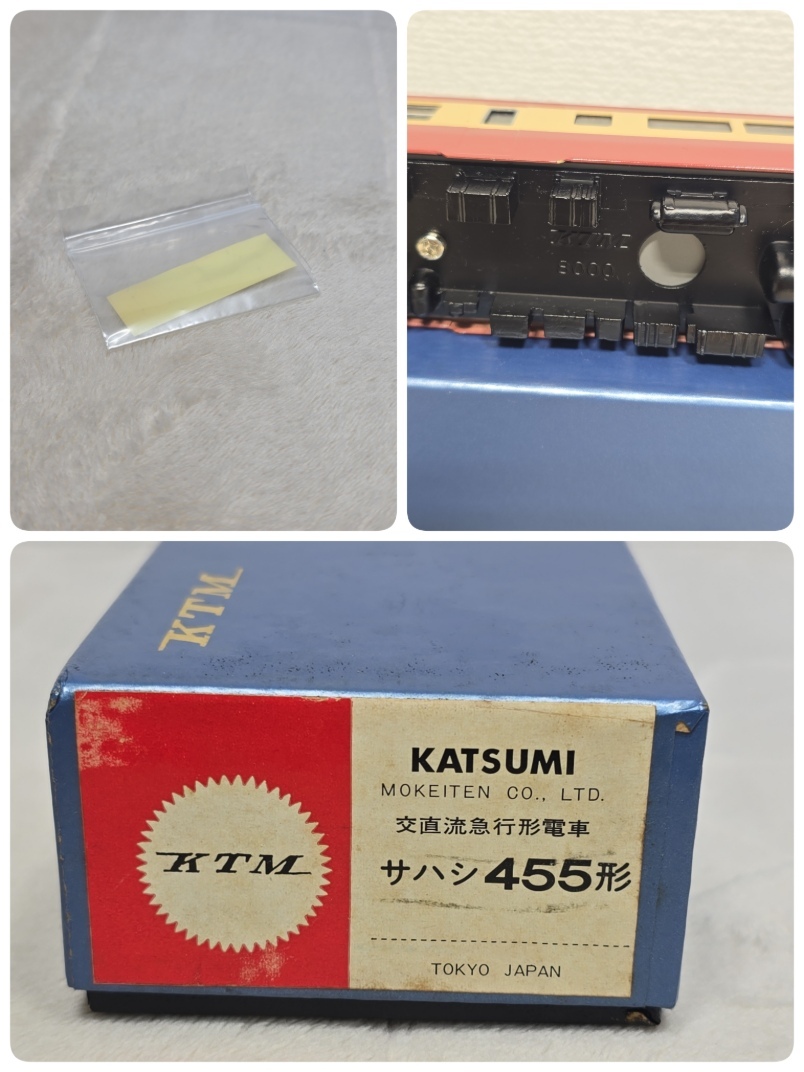 8000
KTM
KTM
KATSUMI
MOKEITEN CO., LTD.
交直流急行形電車
サハシ455形
TOKYO JAPAN